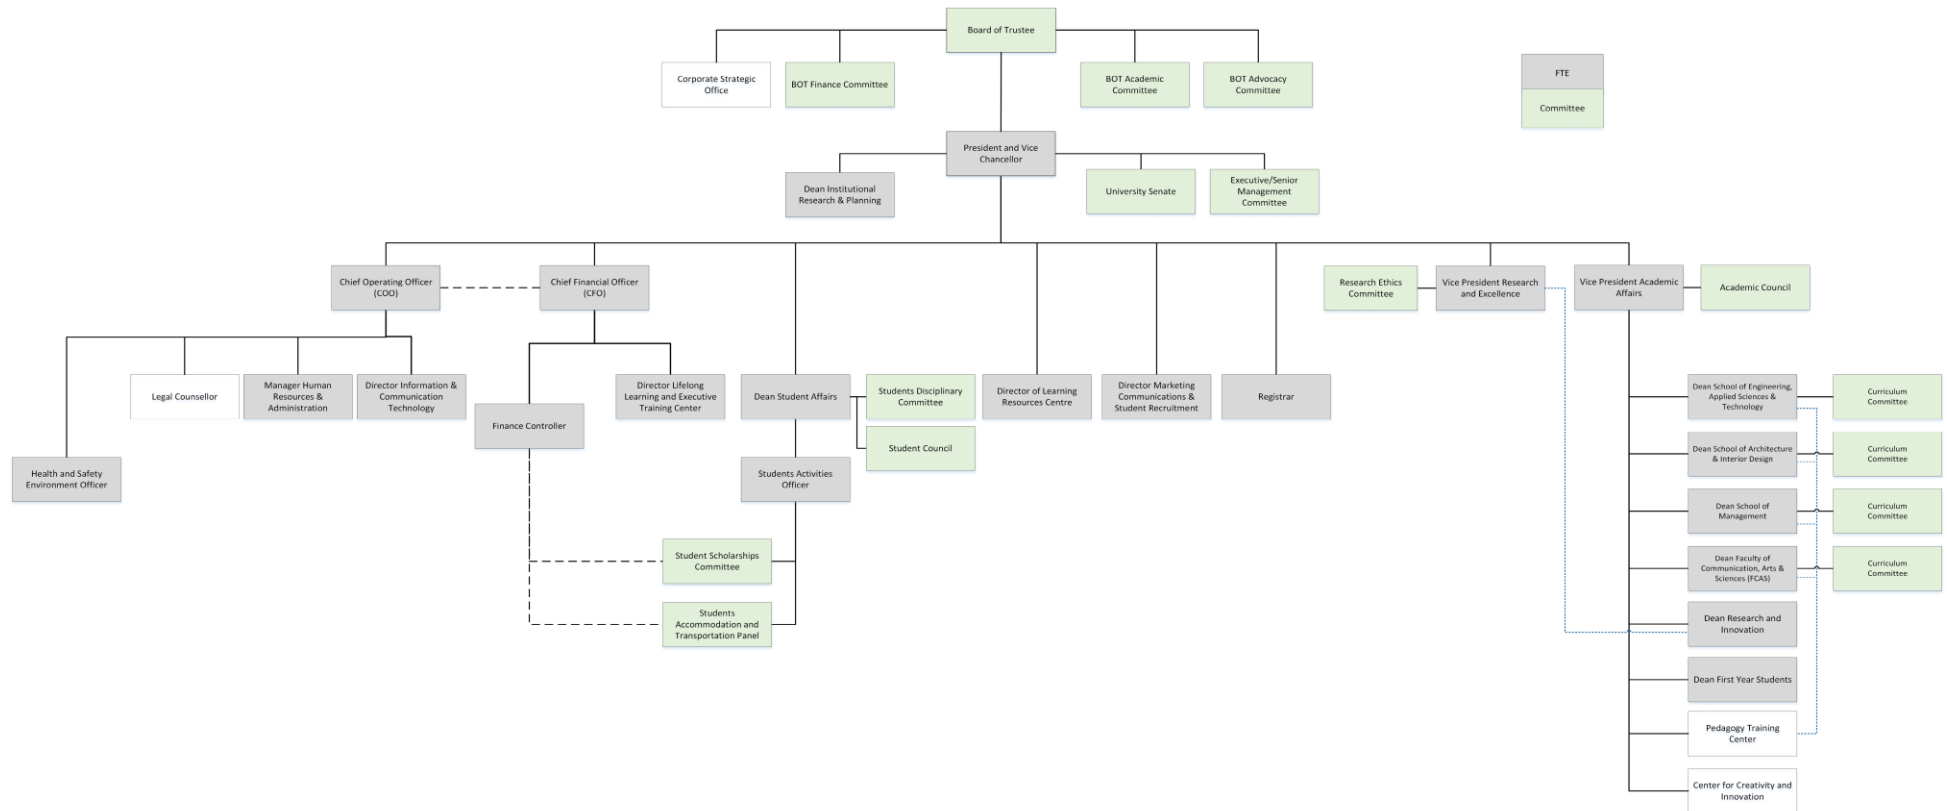 Board of Trustee
Corporate Strategic
Office
BOT Finance Committee
BOT Academic
Committee
BOT Advocacy
Committee
FTE
Committee
President and Vice
Chancellor
Dean Institutional
Research & Planning
University Senate
Executive/Senior
Management
Committee
Chief Operating Officer
(COO)
Chief Financial Officer
(CFO)
Research Ethics
Committee
Vice President Research
and Excellence
Vice President Academic
Affairs
Academic Council
Legal Counsellor
Manager Human
Resources &
Administration
Director Information &
Communication
Technology
Finance Controller
Director Lifelong
Learning and Executive
Training Center
Dean Student Affairs
Students Disciplinary
Committee
Student Council
Director of Learning
Resources Centre
Director Marketing
Communications &
Student Recruitment
Registrar
Dean School of Engineering,
Applied Sciences &
Technology
Curriculum
Committee
Dean School of Architecture
& Interior Design
Curriculum
Committee
Health and Safety
Environment Officer
Students Activities
Officer
Dean School of
Management
Curriculum
Committee
Student Scholarships
Committee
Dean Faculty of
Communication, Arts &
Sciences (FCAS)
Curriculum
Committee
Students
Accommodation and
Transportation Panel
Dean Research and
Innovation
Dean First Year Students
Pedagogy Training
Center
Center for Creativity and
Innovation